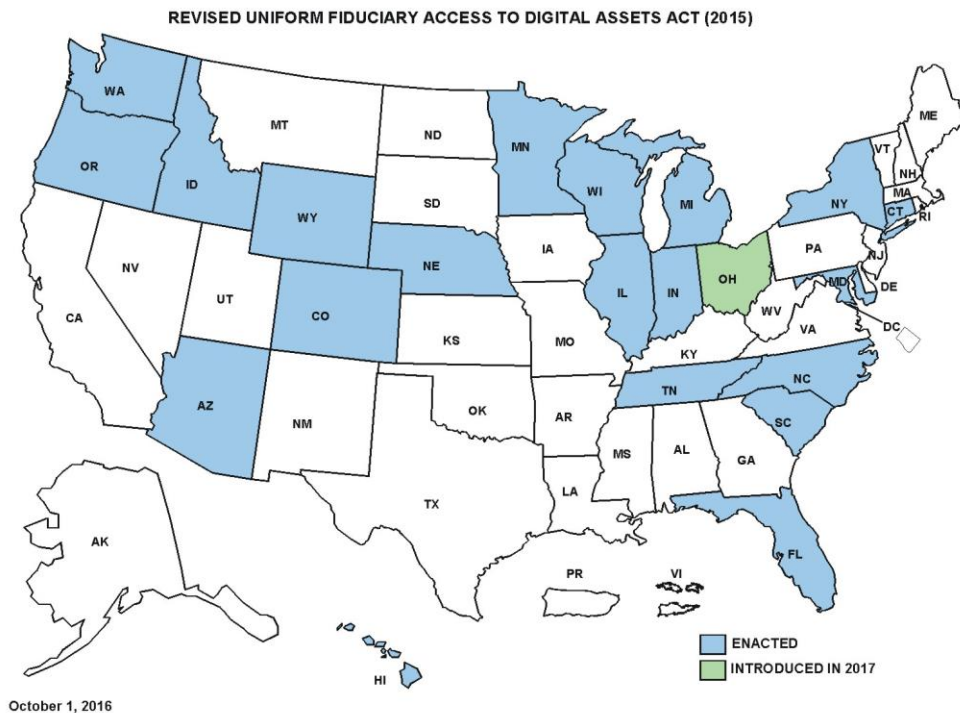 REVISED UNIFORM FIDUCIARY ACCESS TO DIGITAL ASSETS ACT (2015)
WA
MT
ND
MN
ME
VT
NH
OR
ID
SD
WI
MI
NY
MA
CT
RI
WY
IA
PA
NJ
NV
NE
OH
MD
DE
UT
IL
IN
WV
CA
CO
KS
MO
KY
VA
DC
AZ
NM
OK
AR
TN
NC
SC
MS
AL
GA
TX
LA
AK
FL
PR
VI
HI
ENACTED
INTRODUCED IN 2017
October 1, 2016